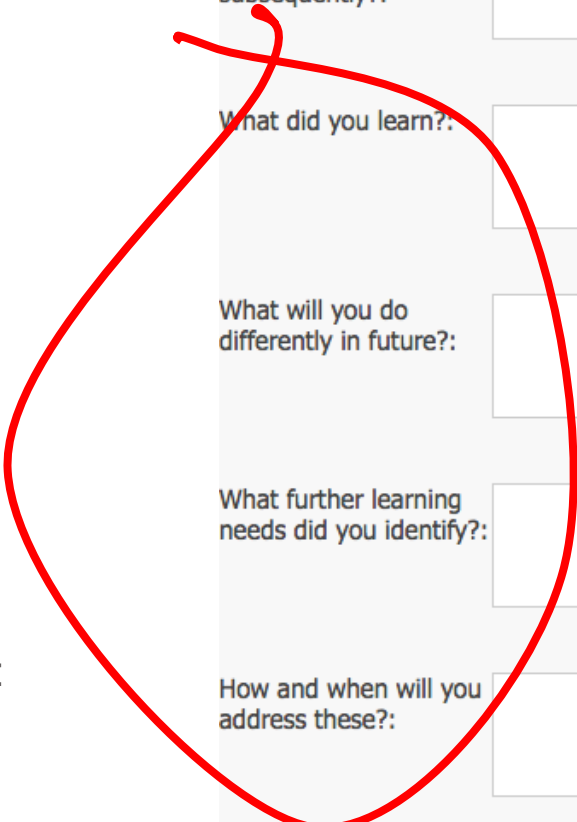 subsequently?:
What did you learn?:
What will you do
differently in future?:
What further learning
needs did you identify?:
How and when will you
address these?: